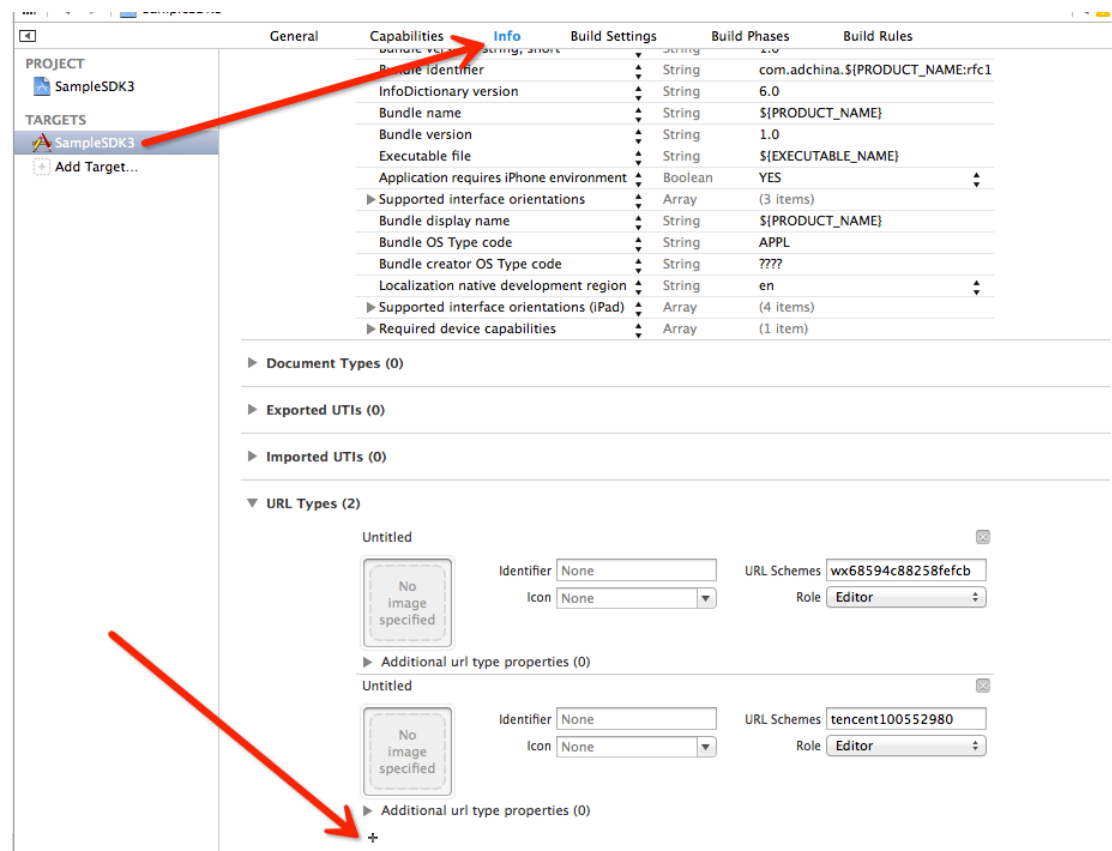 General Capabilities Info Build Settings Build Phases Build Rules
PROJECT
SampleSDK3
TARGETS
SampleSDK3
Add Target...
Bundle identifier String com.adchina.${PRODUCT_NAME:rfc1
InfoDictionary version String 6.0
Bundle name String ${PRODUCT_NAME}
Bundle version String 1.0
Executable file String ${EXECUTABLE_NAME}
Application requires iPhone environment Boolean YES
Supported interface orientations Array (3 items)
Bundle display name String ${PRODUCT_NAME}
Bundle OS Type code String APPL
Bundle creator OS Type code String ????
Localization native development region String en
Supported interface orientations (iPad) Array (4 items)
Required device capabilities Array (1 item)
Document Types (0)
Exported UTIs (0)
Imported UTIs (0)
URL Types (2)
Untitled
No image specified
Identifier None URL Schemes wx68594c88258fefcb
Icon None Role Editor
Additional url type properties (0)
Untitled
No image specified
Identifier None URL Schemes tencent100552980
Icon None Role Editor
Additional url type properties (0)